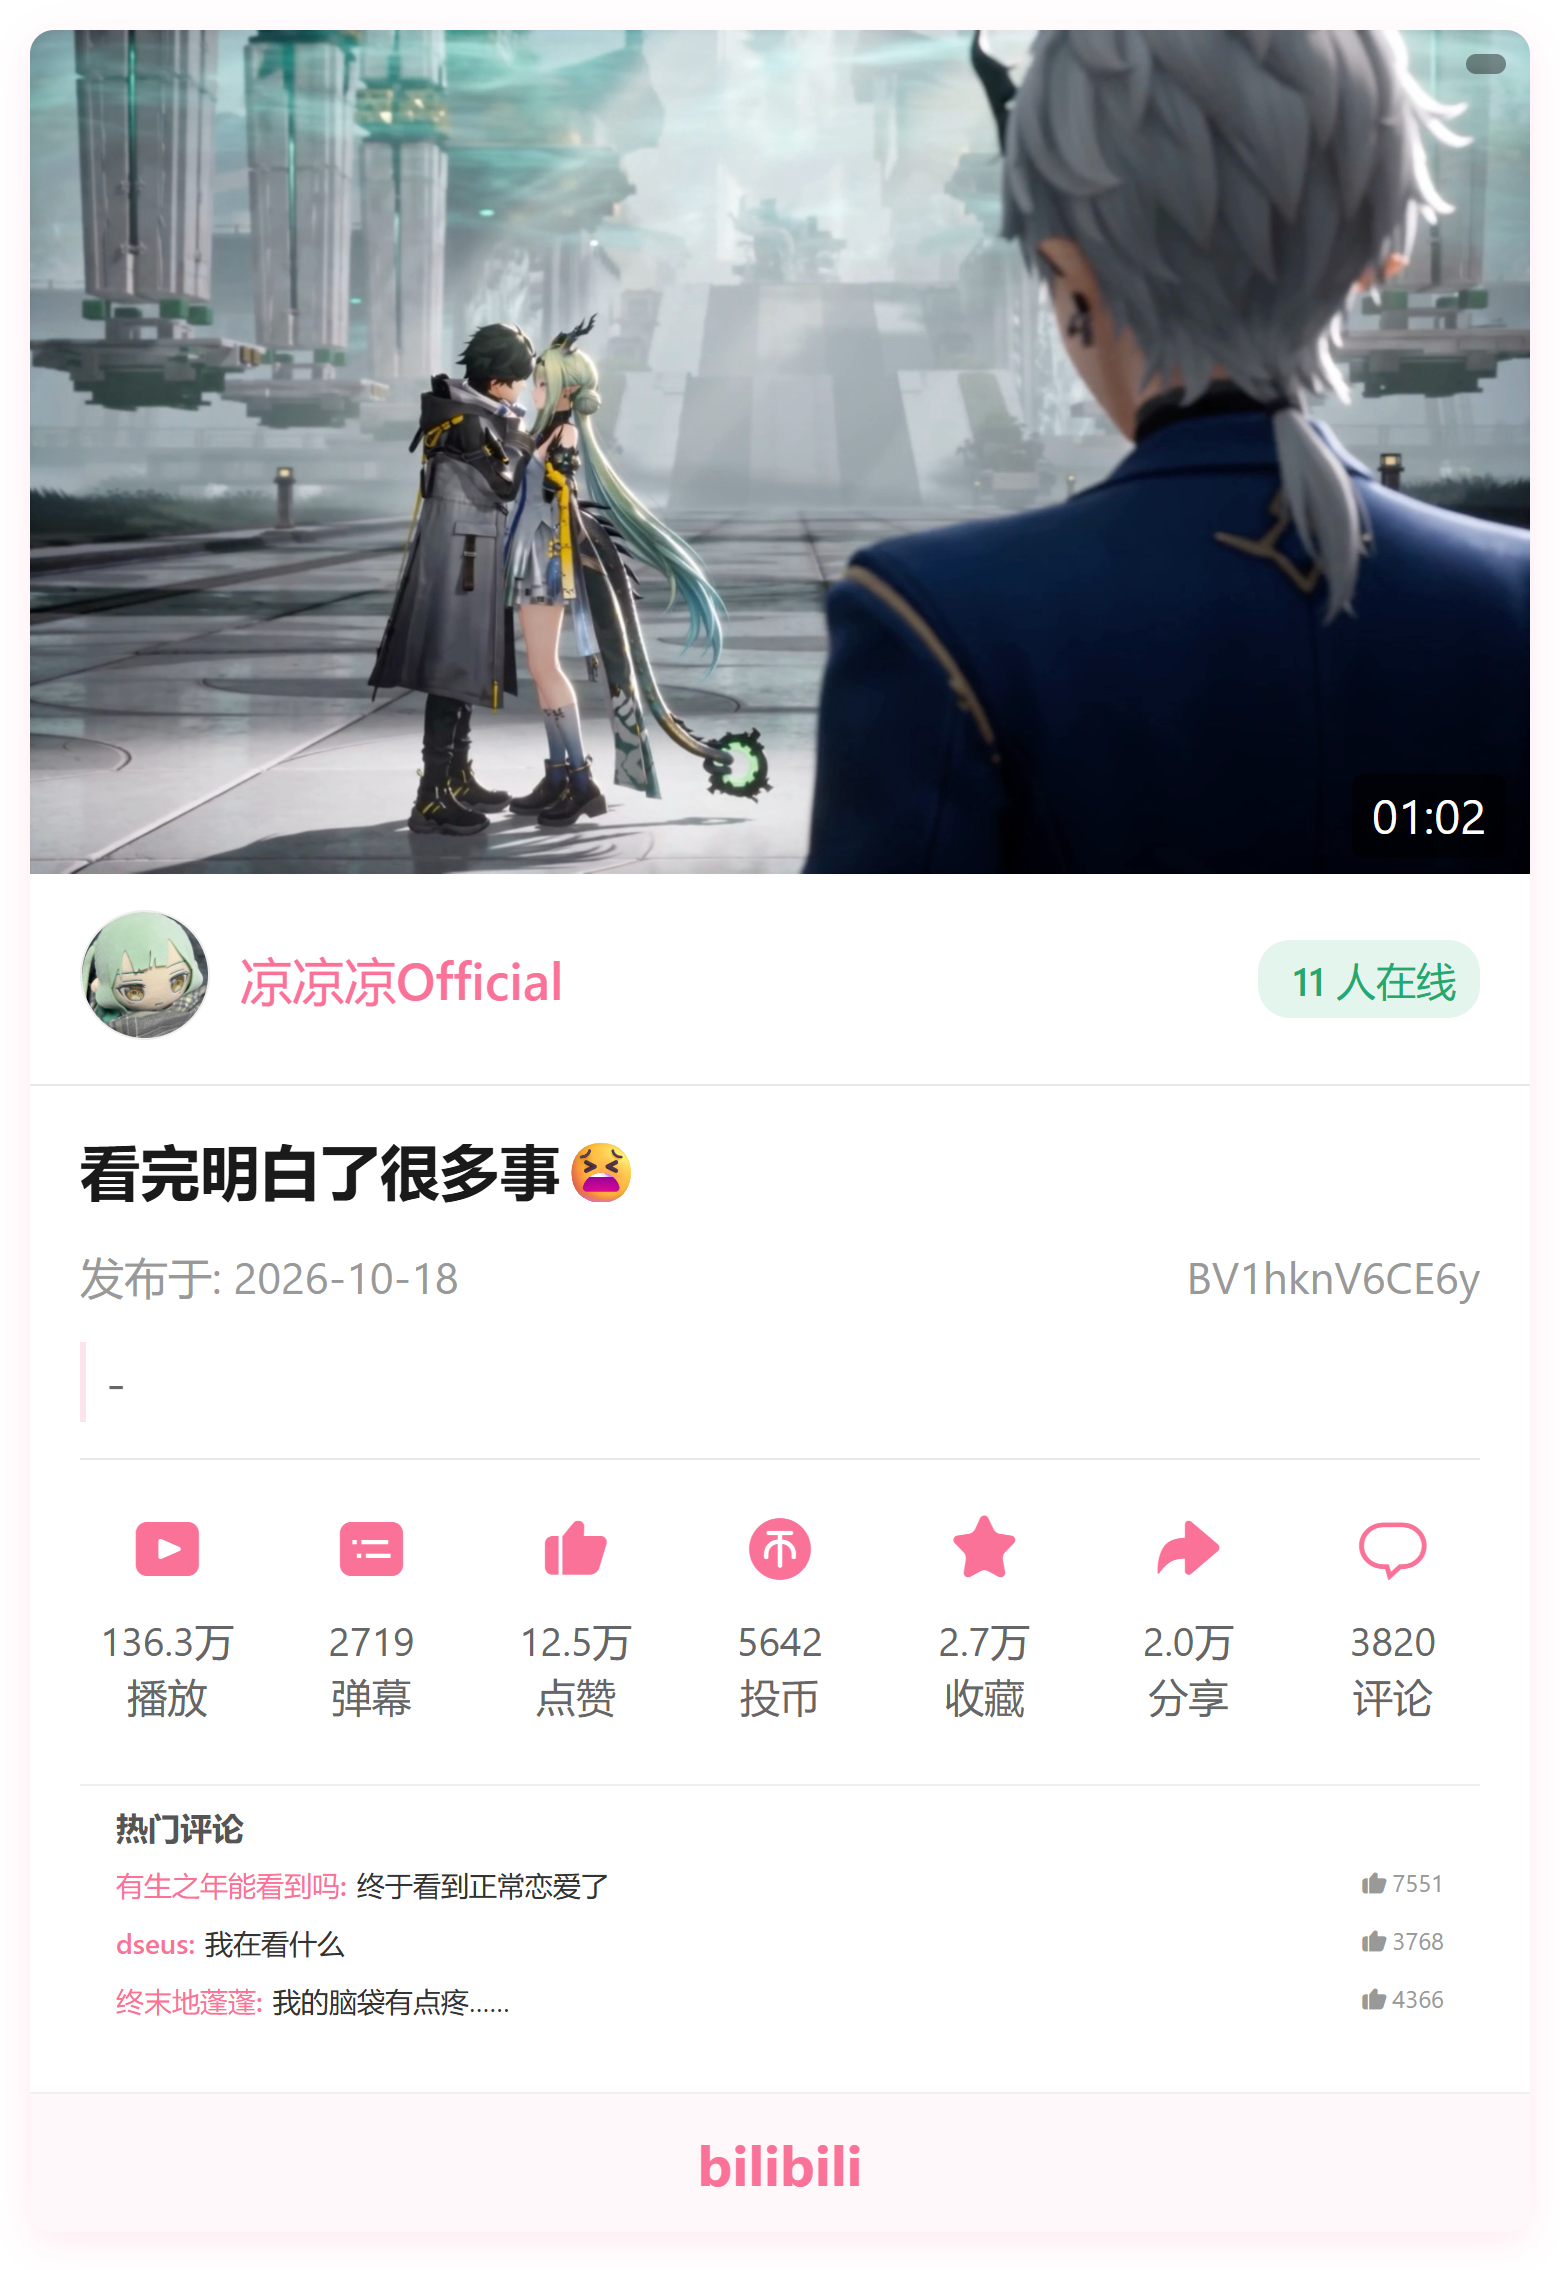 01:02
凉凉凉Official
11 人在线
看完明白了很多事😫
发布于: 2026-10-18
BV1hknV6CE6y
-
136.3万
播放
2719
弹幕
12.5万
点赞
5642
投币
2.7万
收藏
2.0万
分享
3820
评论
热门评论
有生之年能看到吗: 终于看到正常恋爱了 7551
dseus: 我在看什么 3768
终末地蓬蓬: 我的脑袋有点疼…… 4366
bilibili